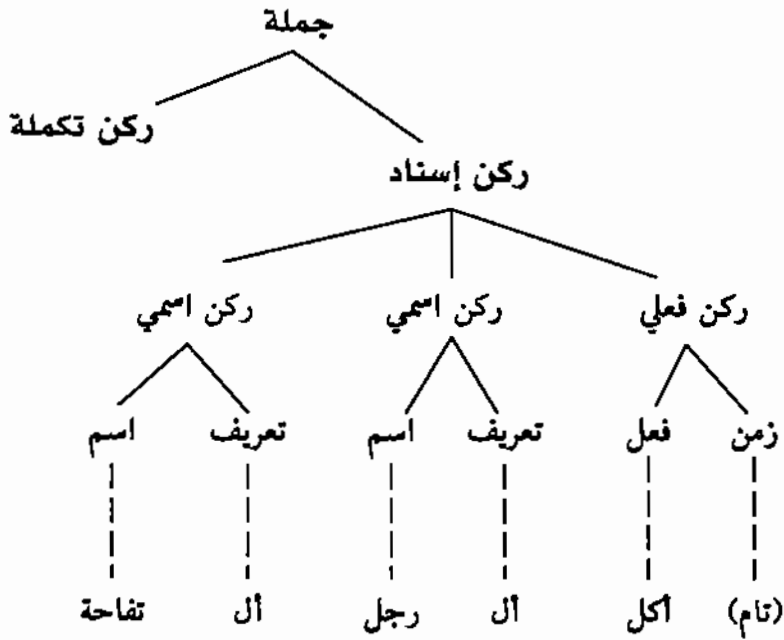 جملة
ركن تكملة
ركن إسناد
ركن فعلي ركن اسمي ركن اسمي
زمن فعل تعريف اسم تعريف اسم
(تام) أكل أل رجل أل تفاحة